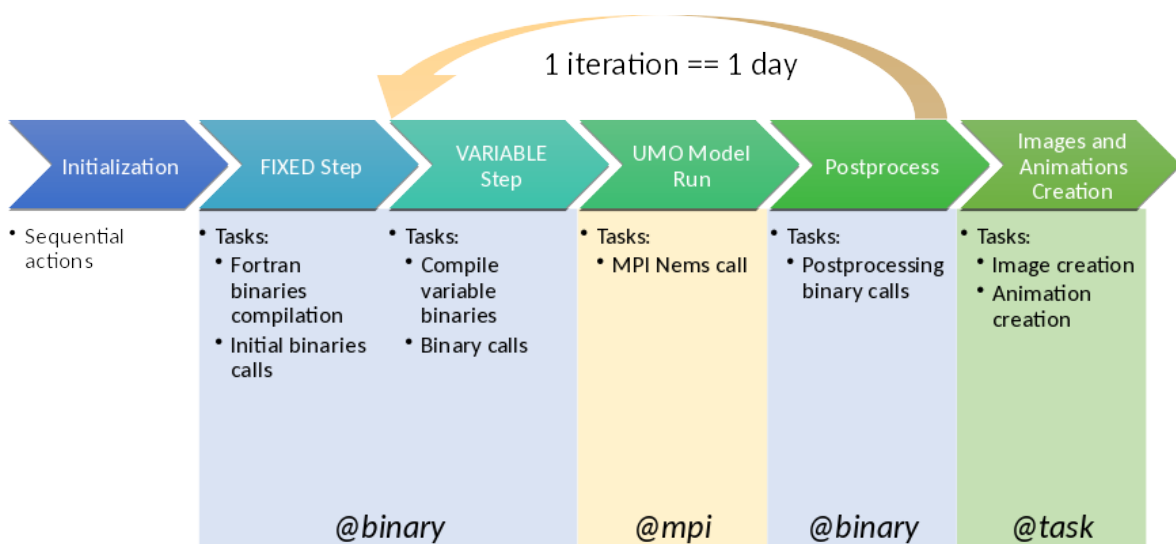 1 iteration == 1 day
Initialization
FIXED Step
VARIABLE
Step
UMO Model
Run
Postprocess
Images and
Animations
Creation
• Sequential
actions
• Tasks:
• Fortran
binaries
compilation
• Initial binaries
calls
• Tasks:
• Compile
variable
binaries
• Binary calls
• Tasks:
• MPI Nems call
• Tasks:
• Postprocessing
binary calls
• Tasks:
• Image creation
• Animation
creation
@binary
@mpi
@binary
@task